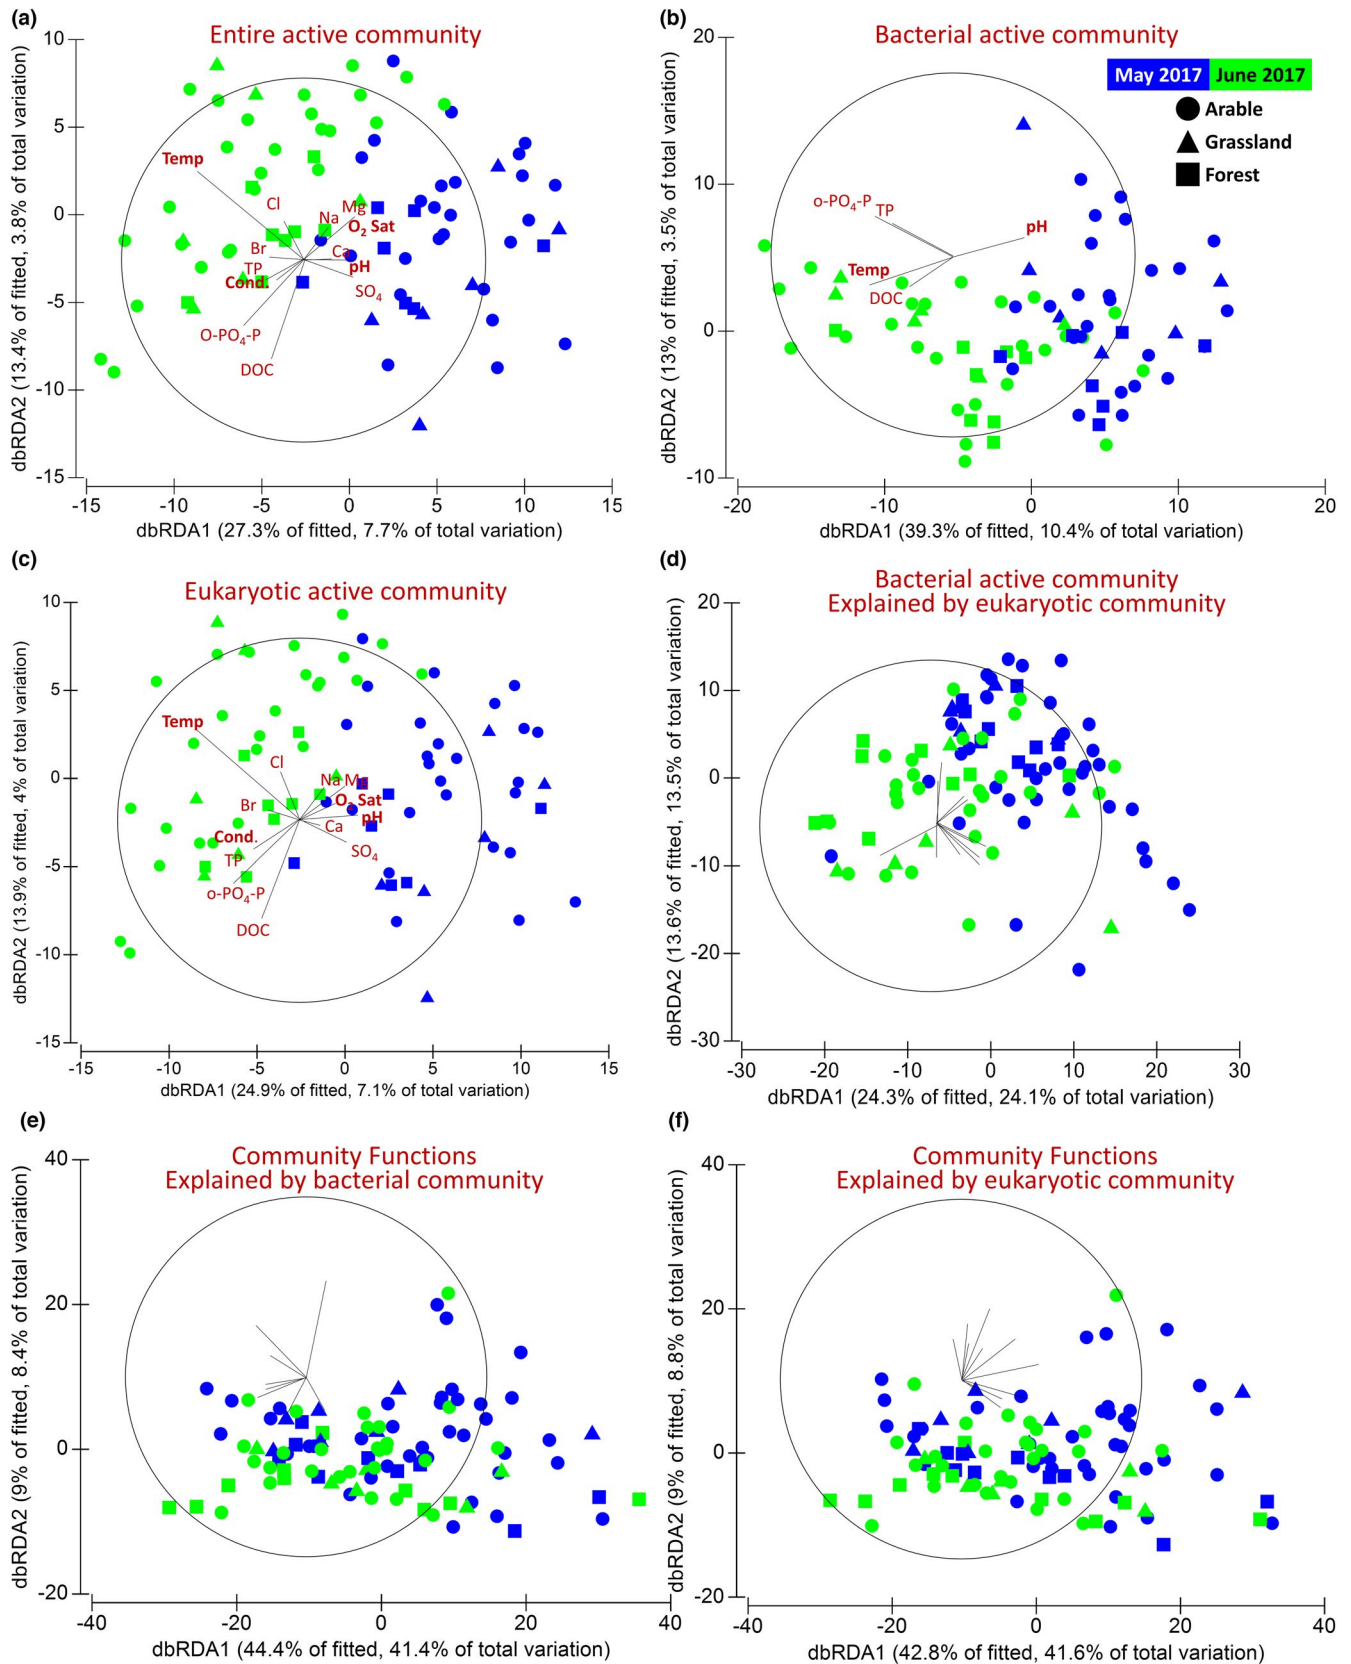 (a)
Entire active community
10
5
0
-5
-10
-15
dbRDA2 (13.4% of fitted, 3.8% of total variation)
Temp
Cl
Na
Mg
O2 Sat
Br
Ca
TP
pH
Cond.
SO4
O-PO4-P
DOC
-15
-10
-5
0
5
10
15
dbRDA1 (27.3% of fitted, 7.7% of total variation)
(b)
Bacterial active community
May 2017
June 2017
Arable
Grassland
Forest
20
10
0
-10
dbRDA2 (13% of fitted, 3.5% of total variation)
o-PO4-P
TP
pH
Temp
DOC
-20
-10
0
10
20
dbRDA1 (39.3% of fitted, 10.4% of total variation)
(c)
Eukaryotic active community
10
5
0
-5
-10
-15
dbRDA2 (13.9% of fitted, 4% of total variation)
Temp
Cl
Na
Mg
Br
O2 Sat
pH
Ca
Cond.
TP
SO4
o-PO4-P
DOC
-15
-10
-5
0
5
10
15
dbRDA1 (24.9% of fitted, 7.1% of total variation)
(d)
Bacterial active community
Explained by eukaryotic community
20
10
0
-10
-20
-30
dbRDA2 (13.6% of fitted, 13.5% of total variation)
-30
-20
-10
0
10
20
30
dbRDA1 (24.3% of fitted, 24.1% of total variation)
(e)
Community Functions
Explained by bacterial community
40
20
0
-20
dbRDA2 (9% of fitted, 8.4% of total variation)
-40
-20
0
20
40
dbRDA1 (44.4% of fitted, 41.4% of total variation)
(f)
Community Functions
Explained by eukaryotic community
40
20
0
-20
dbRDA2 (9% of fitted, 8.8% of total variation)
-40
-20
0
20
40
dbRDA1 (42.8% of fitted, 41.6% of total variation)